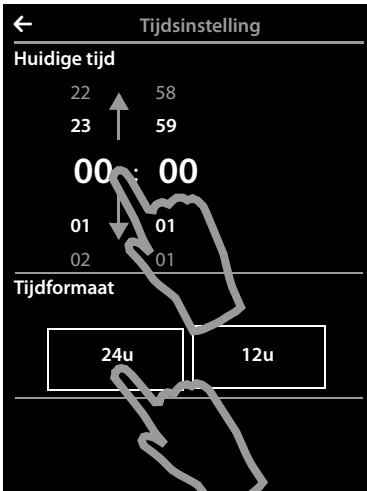 Tijdsinstelling
Huidige tijd
22 58
23 59
00 : 00
01 01
02 01
Tijdformaat
24u 12u